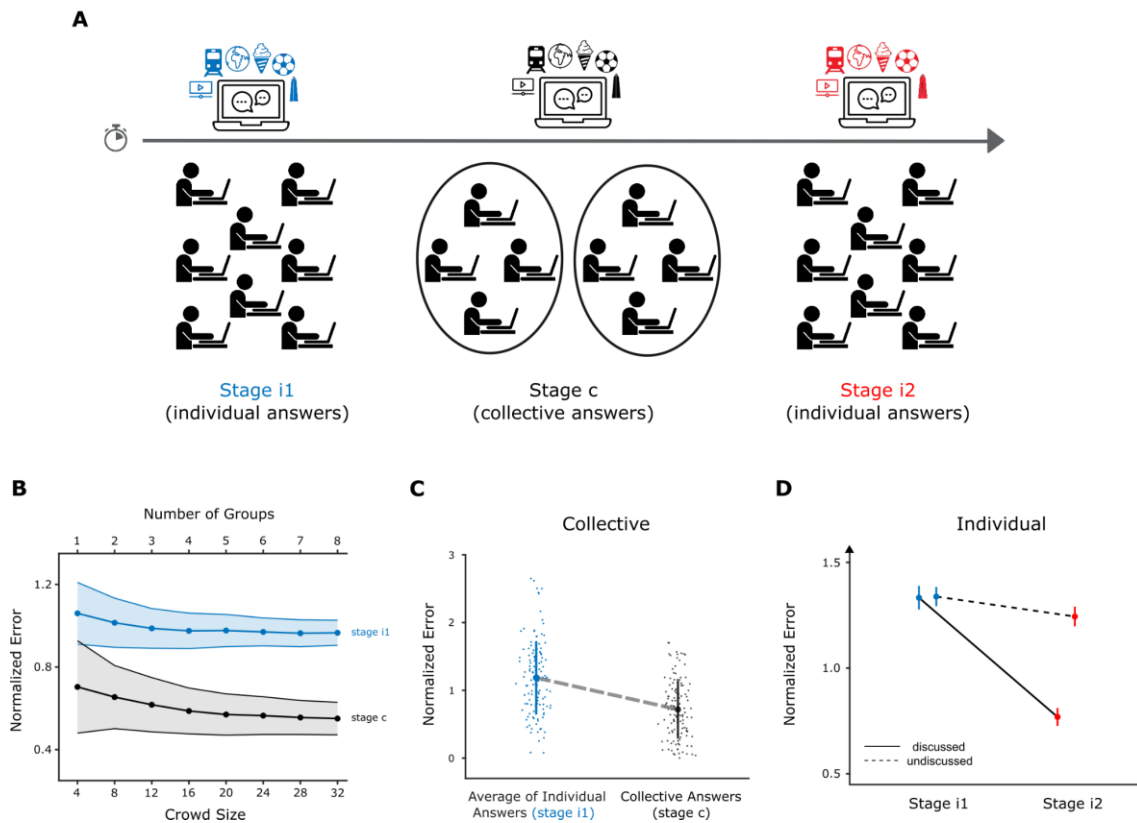 A
Stage i1
(individual answers)
Stage c
(collective answers)
Stage i2
(individual answers)
B
Number of Groups
1 2 3 4 5 6 7 8
Normalized Error
1.2
0.8
0.4
stage i1
stage c
4 8 12 16 20 24 28 32
Crowd Size
C
Collective
Normalized Error
3
2
1
0
Average of Individual
Answers (stage i1)
Collective Answers
(stage c)
D
Individual
Normalized Error
1.5
1.0
0.5
discussed
undiscussed
Stage i1
Stage i2